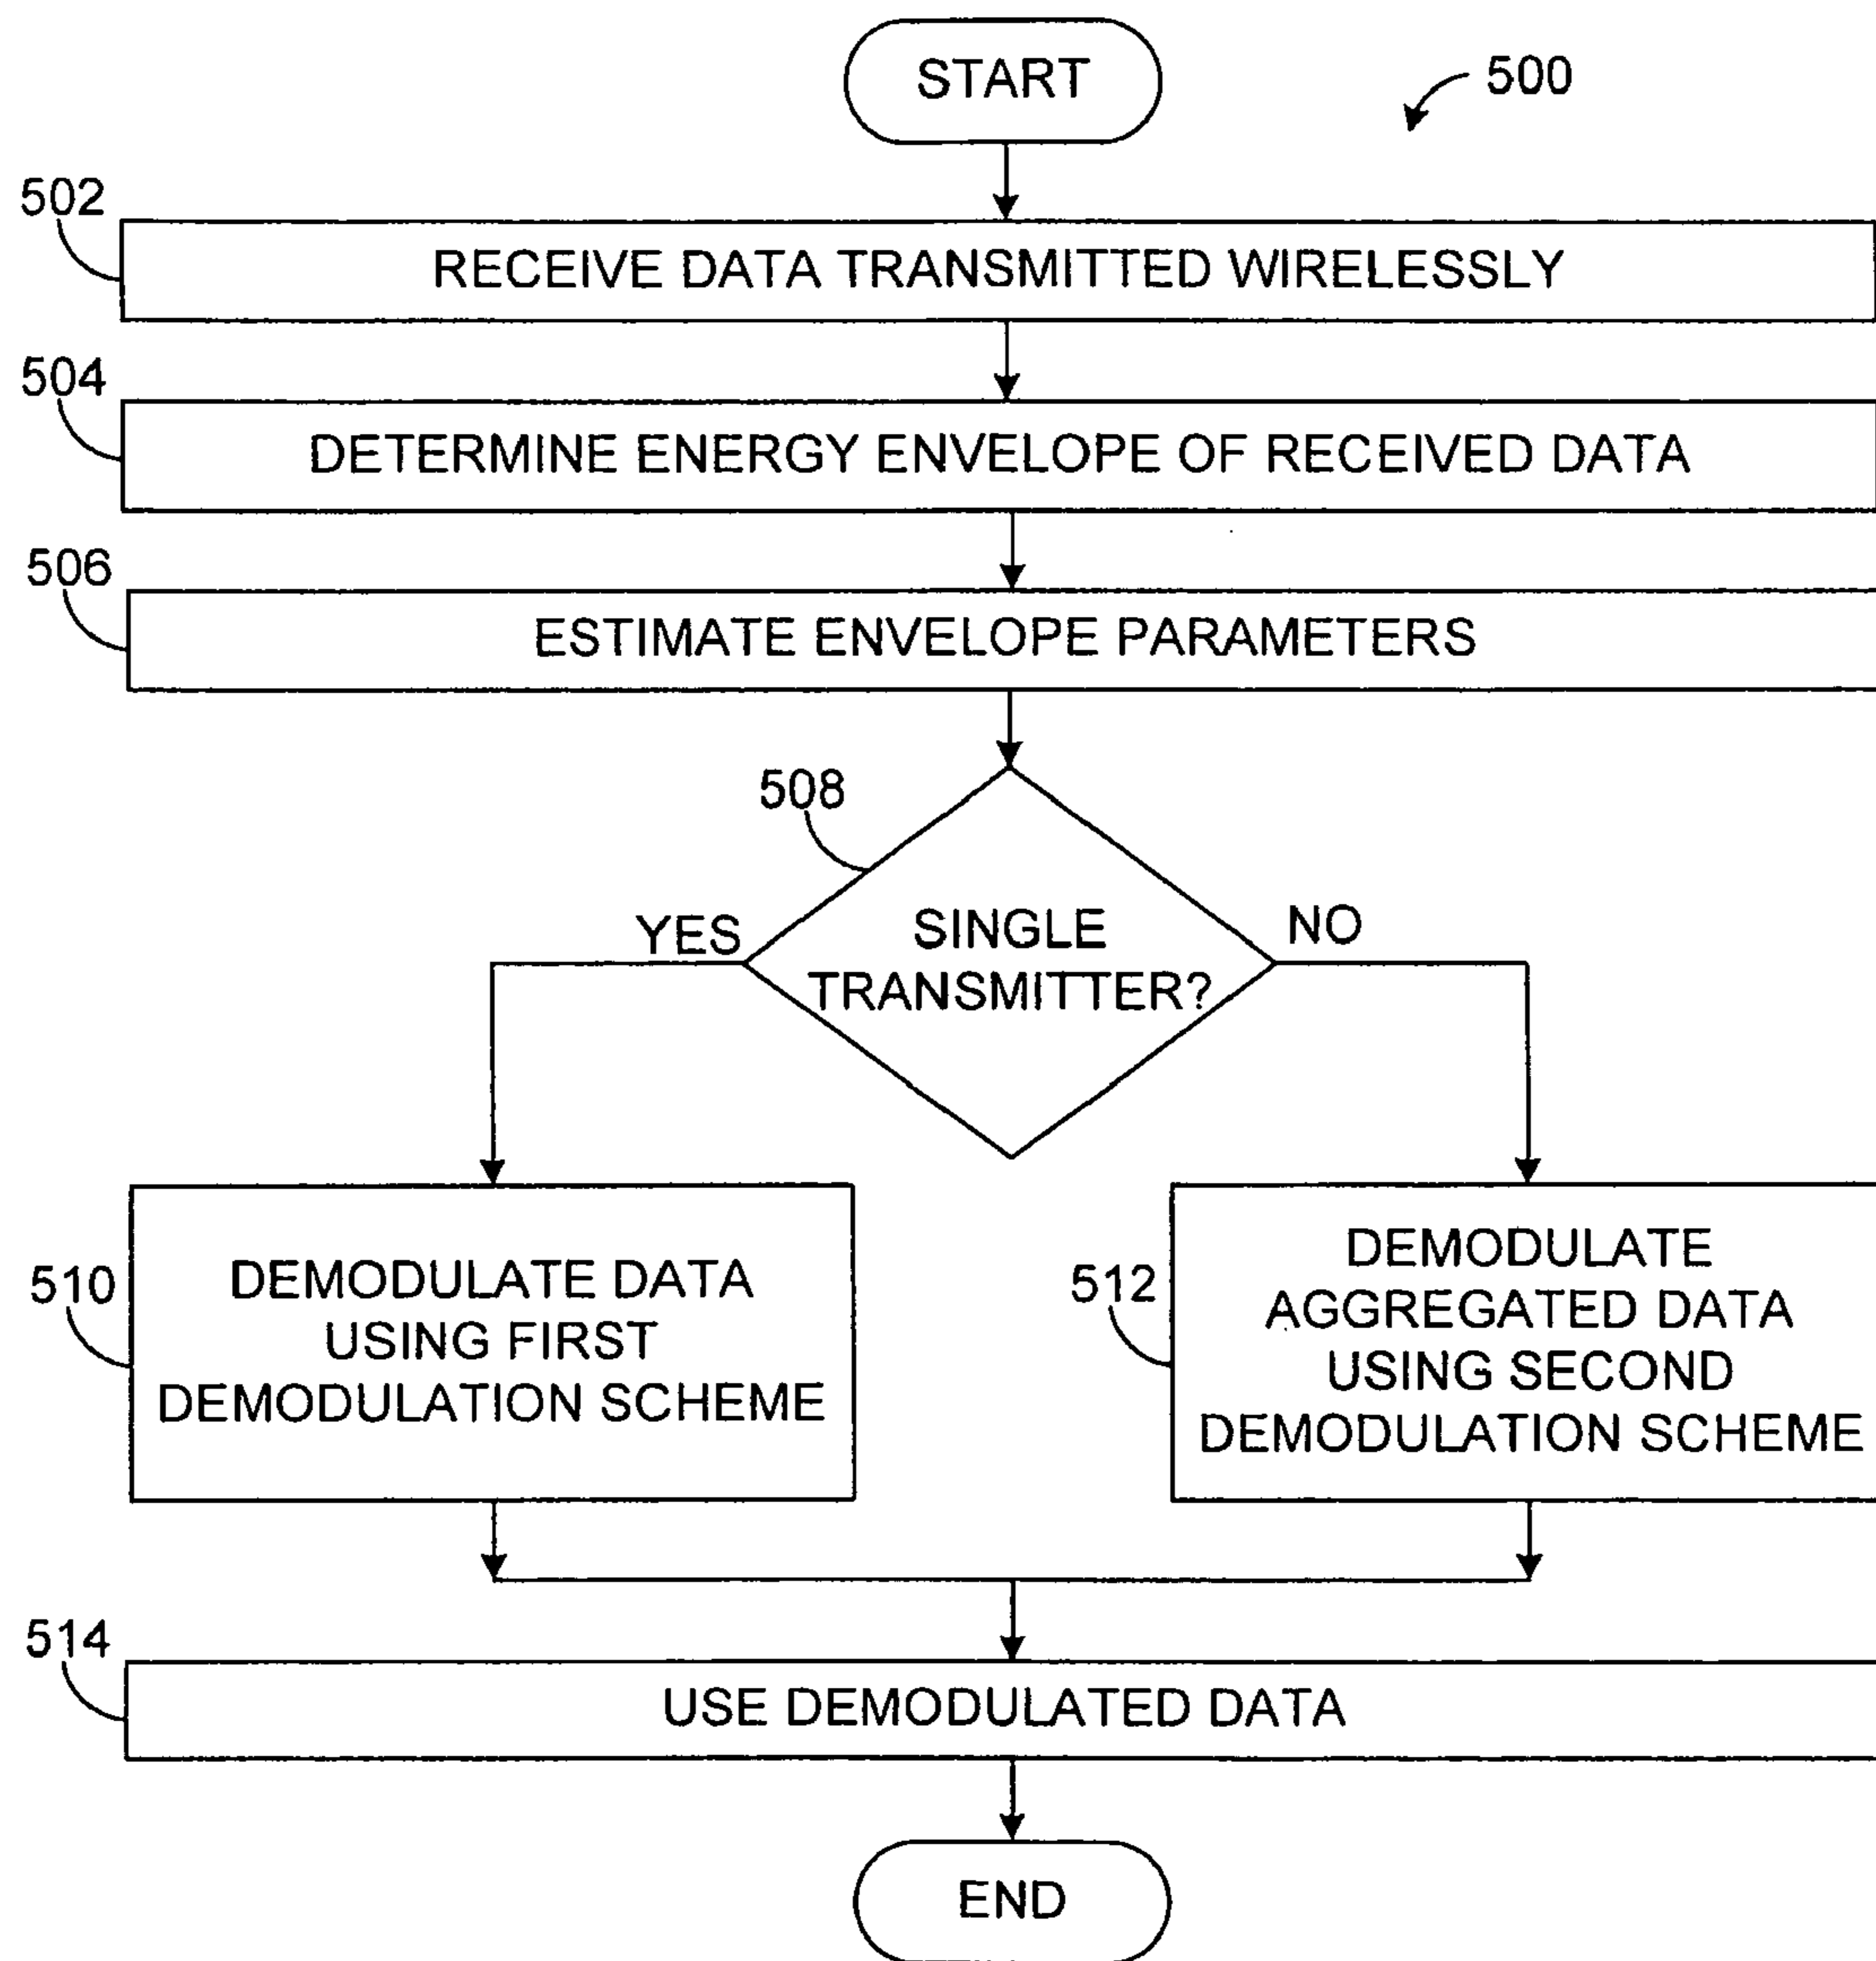 START
500
502
RECEIVE DATA TRANSMITTED WIRELESSLY
504
DETERMINE ENERGY ENVELOPE OF RECEIVED DATA
506
ESTIMATE ENVELOPE PARAMETERS
508
YES
SINGLE
TRANSMITTER?
NO
510
DEMODULATE DATA
USING FIRST
DEMODULATION SCHEME
512
DEMODULATE
AGGREGATED DATA
USING SECOND
DEMODULATION SCHEME
514
USE DEMODULATED DATA
END